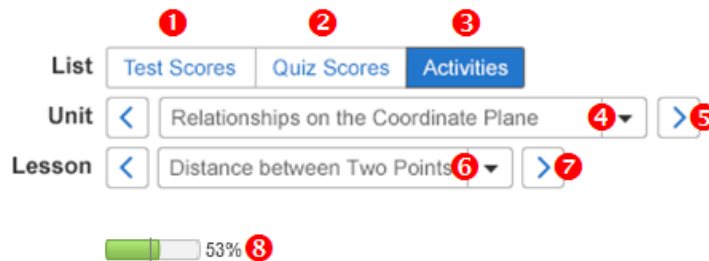 1 2 3
List Test Scores Quiz Scores Activities
Unit < Relationships on the Coordinate Plane 4 > 5
Lesson < Distance between Two Points 6 > 7
53% 8